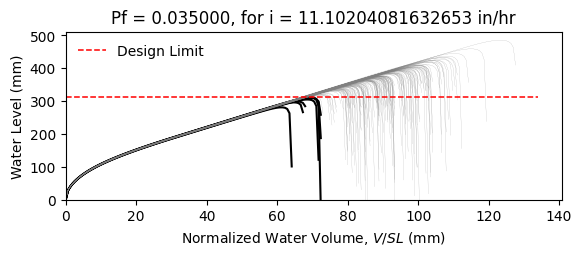 Pf = 0.035000, for i = 11.10204081632653 in/hr
500
400
300
200
100
0
Water Level (mm)
Design Limit
0 20 40 60 80 100 120 140
Normalized Water Volume, V/SL (mm)